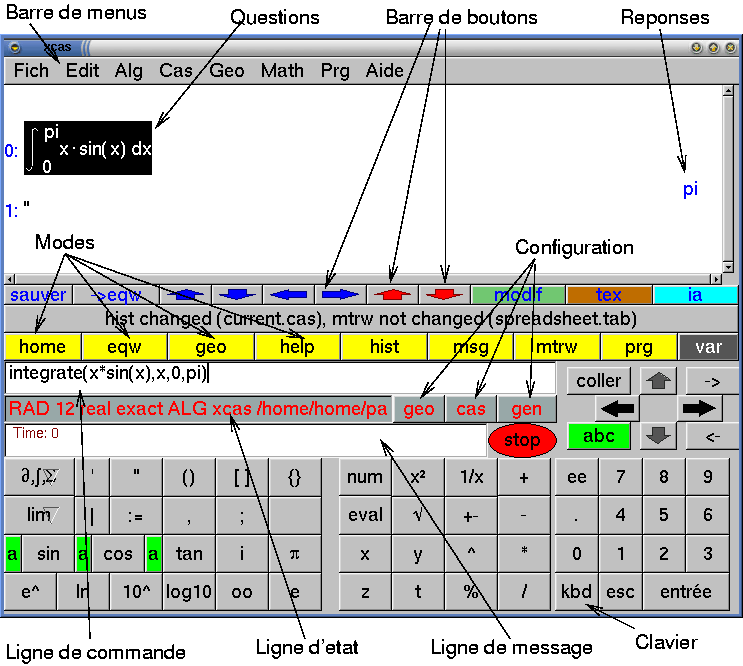 Barre de menus Questions Barre de boutons Reponses
xcas
Fich Edit Alg Cas Geo Math Prg Aide
pi
0: ∫ x·sin(x) dx
0
pi
1: "
Modes Configuration
sauver ->eqw modif tex ia
hist changed (current.cas), mtrw not changed (spreadsheet.tab)
home eqw geo help hist msg mtrw prg var
integrate(x*sin(x),x,0,pi) coller ->
RAD 12 real exact ALG xcas /home/home/pa geo cas gen
Time: 0 stop abc <-
∂,∫,Σ ' " () [ ] {} num x² 1/x + ee 7 8 9
lim | := , ; eval √ +- - . 4 5 6
a sin a cos a tan i π x y ^ * 0 1 2 3
e^ ln 10^ log10 oo e z t % / kbd esc entrée
Ligne de commande Ligne d'etat Ligne de message Clavier